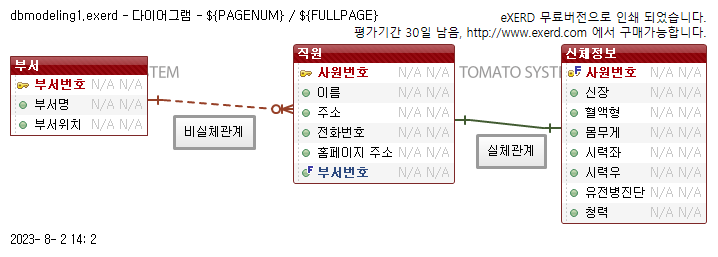 dbmodeling1.exerd - 다이어그램 - ${PAGENUM} / ${FULLPAGE}
eXERD 무료버전으로 인쇄 되었습니다.
평가기간 30일 남음, http://www.exerd.com 에서 구매가능합니다.
부서
부서번호 N/A N/A
부서명 N/A N/A
부서위치 N/A N/A
TEM
비실체관계
직원
사원번호 N/A N/A
이름 N/A N/A
주소 N/A N/A
전화번호 N/A N/A
홈페이지 주소 N/A N/A
부서번호 N/A N/A
TOMATO SYSTE
실체관계
신체정보
사원번호 N/A N/A
신장 N/A N/A
혈액형 N/A N/A
몸무게 N/A N/A
시력좌 N/A N/A
시력우 N/A N/A
유전병진단 N/A N/A
청력 N/A N/A
2023- 8- 2 14: 2